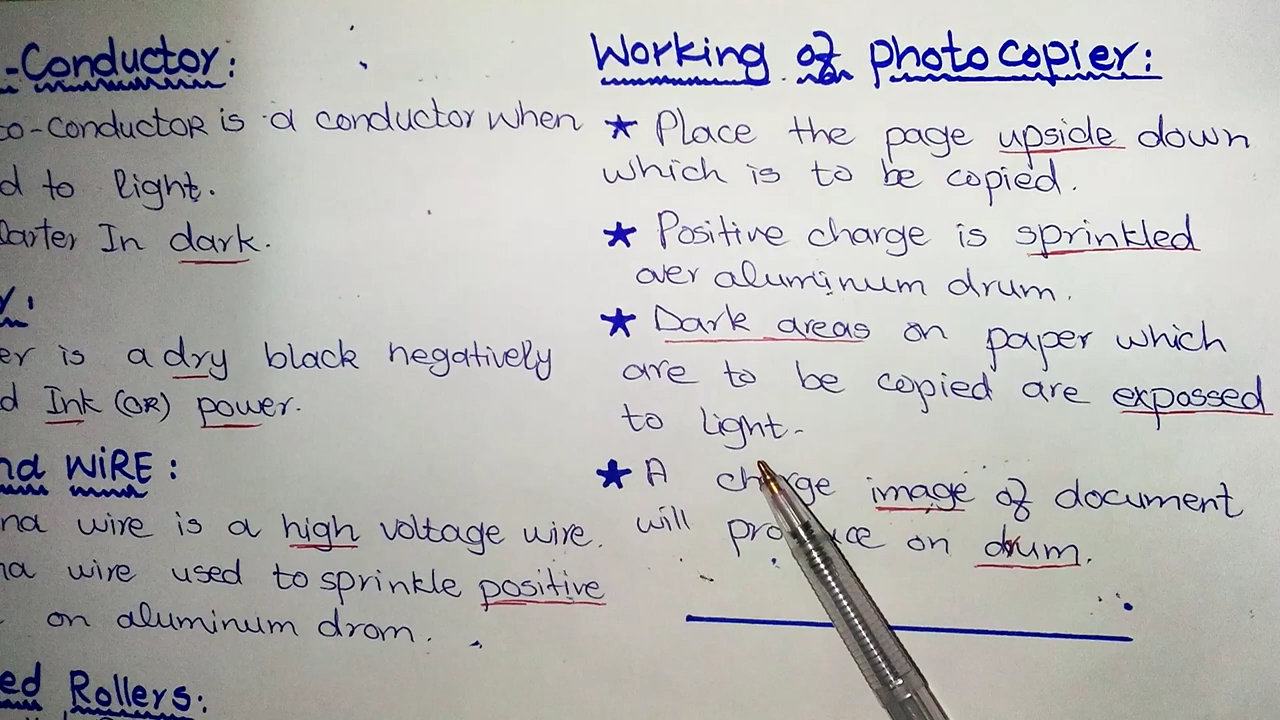 -Conductor:
to-conductor is a conductor when
d to light.
In dark.
er is a dry black negatively
d Ink (OR) power.
na WiRE:
na wire is a high voltage wire.
na wire used to sprinkle positive
on aluminum drom.
ed Rollers:
Working of photocopier:
★ Place the page upside down
which is to be copied.
★ Positive charge is sprinkled
over aluminum drum.
★ Dark areas on paper which
are to be copied are expossed
to light.
★ A charge image of document
will produce on drum.